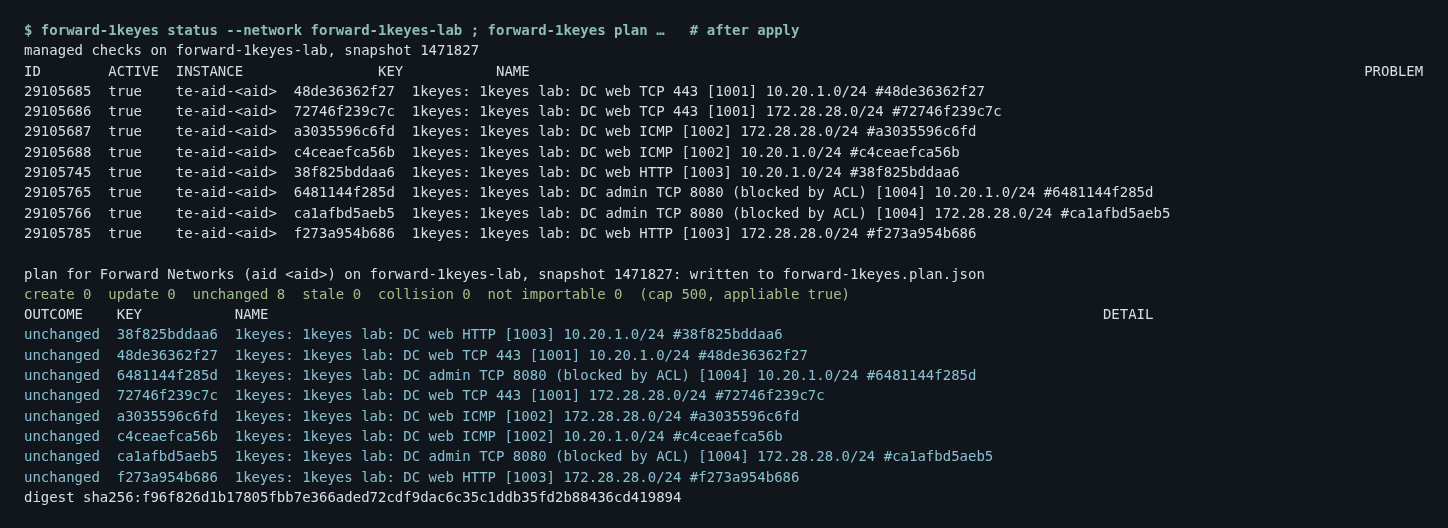 $ forward-1keyes status --network forward-1keyes-lab ; forward-1keyes plan …   # after apply
managed checks on forward-1keyes-lab, snapshot 1471827
ID        ACTIVE  INSTANCE                KEY           NAME                                                                                                   PROBLEM
29105685  true    te-aid-<aid>  48de36362f27  1keyes: 1keyes lab: DC web TCP 443 [1001] 10.20.1.0/24 #48de36362f27
29105686  true    te-aid-<aid>  72746f239c7c  1keyes: 1keyes lab: DC web TCP 443 [1001] 172.28.28.0/24 #72746f239c7c
29105687  true    te-aid-<aid>  a3035596c6fd  1keyes: 1keyes lab: DC web ICMP [1002] 172.28.28.0/24 #a3035596c6fd
29105688  true    te-aid-<aid>  c4ceaefca56b  1keyes: 1keyes lab: DC web ICMP [1002] 10.20.1.0/24 #c4ceaefca56b
29105745  true    te-aid-<aid>  38f825bddaa6  1keyes: 1keyes lab: DC web HTTP [1003] 10.20.1.0/24 #38f825bddaa6
29105765  true    te-aid-<aid>  6481144f285d  1keyes: 1keyes lab: DC admin TCP 8080 (blocked by ACL) [1004] 10.20.1.0/24 #6481144f285d
29105766  true    te-aid-<aid>  ca1afbd5aeb5  1keyes: 1keyes lab: DC admin TCP 8080 (blocked by ACL) [1004] 172.28.28.0/24 #ca1afbd5aeb5
29105785  true    te-aid-<aid>  f273a954b686  1keyes: 1keyes lab: DC web HTTP [1003] 172.28.28.0/24 #f273a954b686
plan for Forward Networks (aid <aid>) on forward-1keyes-lab, snapshot 1471827: written to forward-1keyes.plan.json
create 0  update 0  unchanged 8  stale 0  collision 0  not importable 0  (cap 500, appliable true)
OUTCOME    KEY           NAME                                                                                                   DETAIL
unchanged  38f825bddaa6  1keyes: 1keyes lab: DC web HTTP [1003] 10.20.1.0/24 #38f825bddaa6
unchanged  48de36362f27  1keyes: 1keyes lab: DC web TCP 443 [1001] 10.20.1.0/24 #48de36362f27
unchanged  6481144f285d  1keyes: 1keyes lab: DC admin TCP 8080 (blocked by ACL) [1004] 10.20.1.0/24 #6481144f285d
unchanged  72746f239c7c  1keyes: 1keyes lab: DC web TCP 443 [1001] 172.28.28.0/24 #72746f239c7c
unchanged  a3035596c6fd  1keyes: 1keyes lab: DC web ICMP [1002] 172.28.28.0/24 #a3035596c6fd
unchanged  c4ceaefca56b  1keyes: 1keyes lab: DC web ICMP [1002] 10.20.1.0/24 #c4ceaefca56b
unchanged  ca1afbd5aeb5  1keyes: 1keyes lab: DC admin TCP 8080 (blocked by ACL) [1004] 172.28.28.0/24 #ca1afbd5aeb5
unchanged  f273a954b686  1keyes: 1keyes lab: DC web HTTP [1003] 172.28.28.0/24 #f273a954b686
digest sha256:f96f826d1b17805fbb7e366aded72cdf9dac6c35c1ddb35fd2b88436cd419894